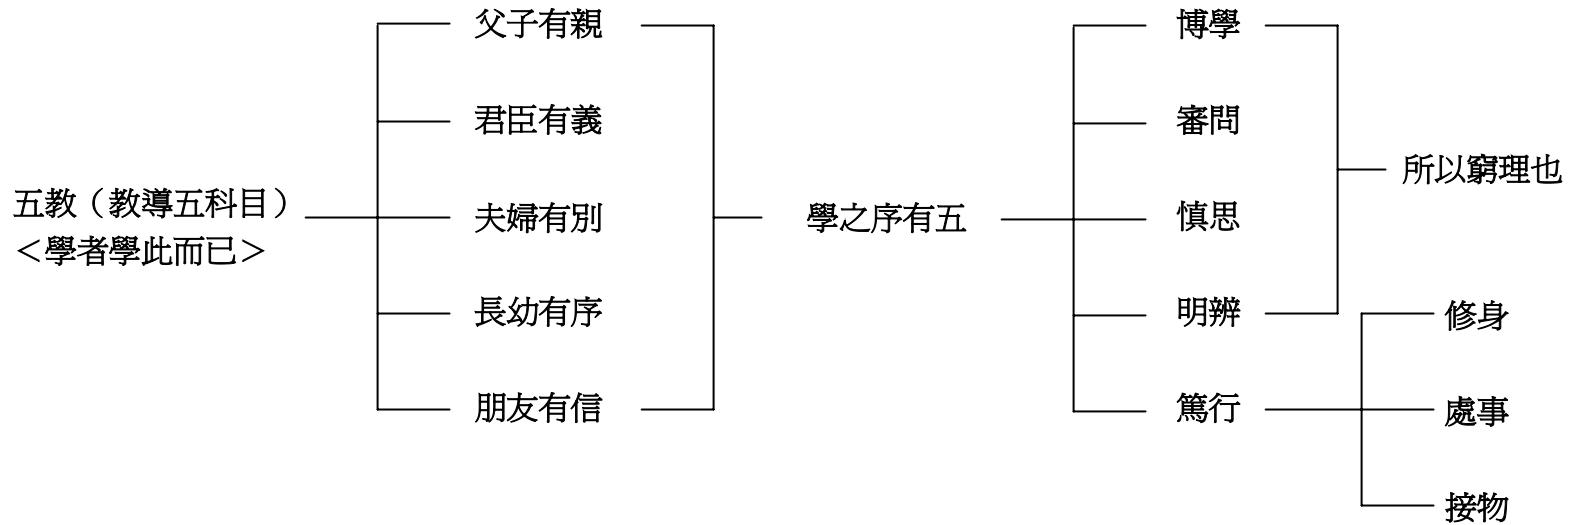 五教（教導五科目）
＜學者學此而已＞
父子有親
君臣有義
夫婦有別
長幼有序
朋友有信
學之序有五
博學
審問
慎思
明辨
篤行
所以窮理也
修身
處事
接物